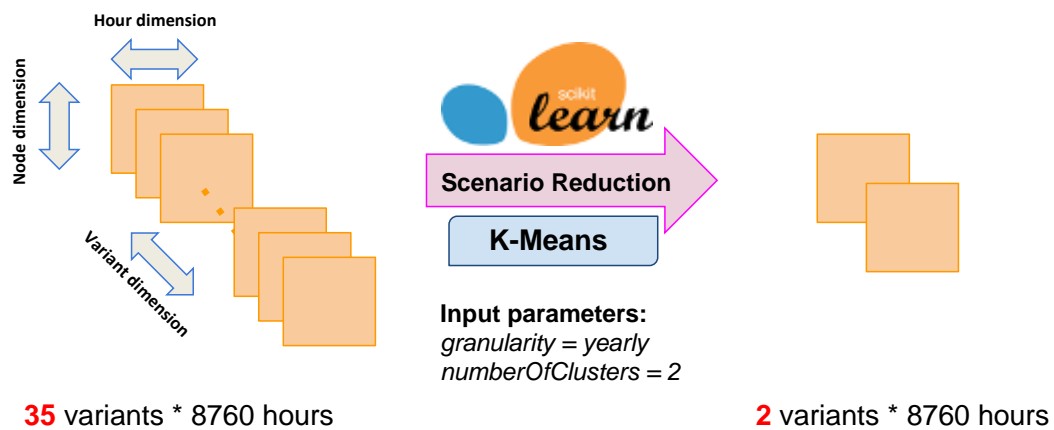 Hour dimension
Node dimension
Variant dimension
scikit
learn
Scenario Reduction
K-Means
Input parameters:
granularity = yearly
numberOfClusters = 2
35 variants * 8760 hours
2 variants * 8760 hours